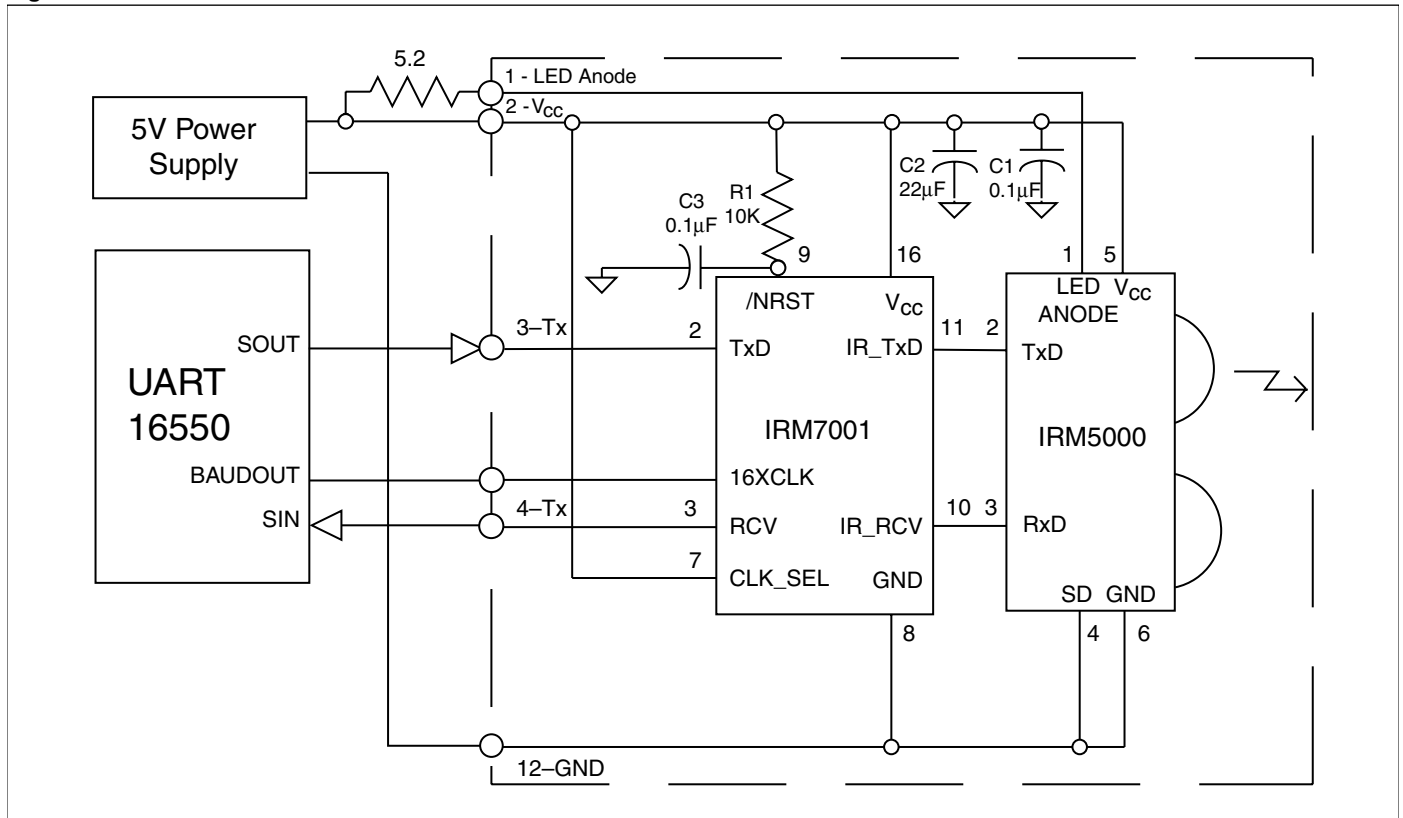 5.2
1 - LED Anode
2 -VCC
5V Power
Supply
C2
22μF
C1
0.1μF
C3
0.1μF
R1
10K
9
16
1
5
/NRST
VCC
LED
ANODE
VCC
SOUT
3–Tx
2
TxD
IR_TxD
11
2
TxD
UART
16550
IRM7001
IRM5000
BAUDOUT
16XCLK
SIN
4–Tx
3
RCV
IR_RCV
10
3
RxD
7
CLK_SEL
GND
SD
GND
8
4
6
12–GND